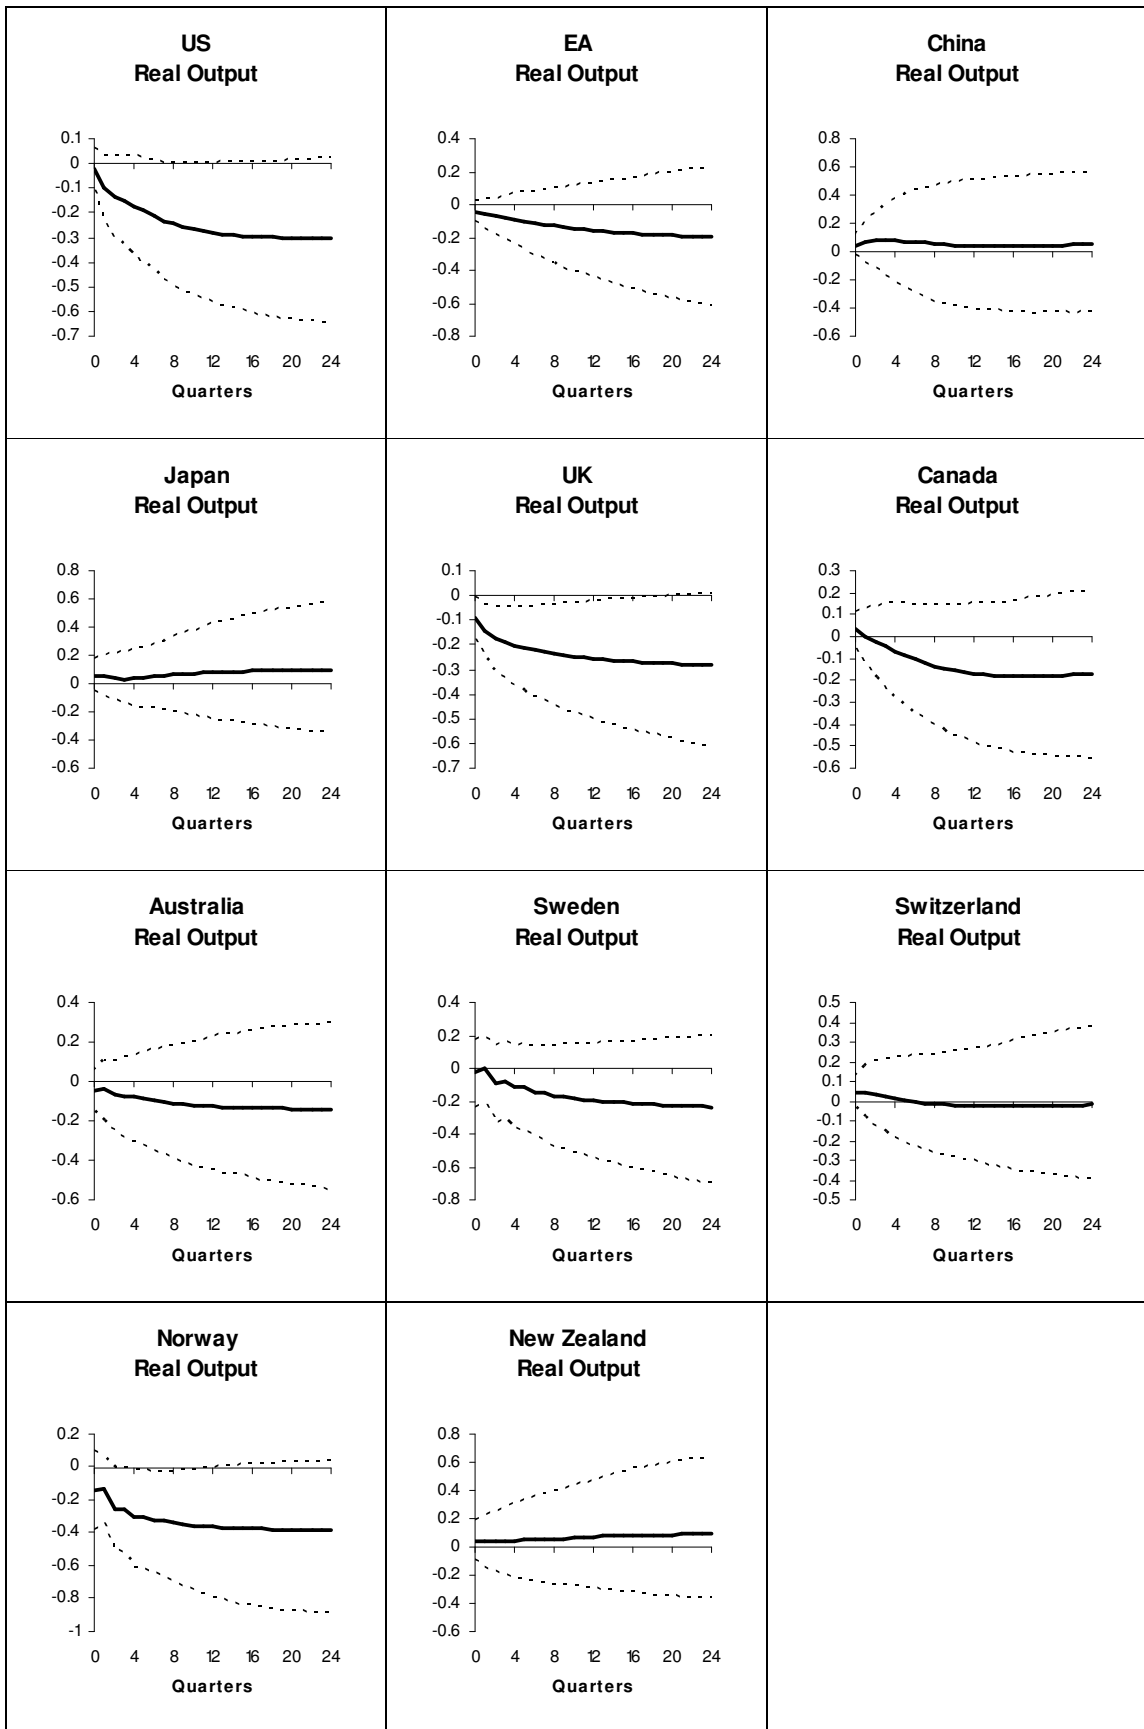 US
Real Output
0.1
0
-0.1
-0.2
-0.3
-0.4
-0.5
-0.6
-0.7
0 4 8 12 16 20 24
Quarters
EA
Real Output
0.4
0.2
0
-0.2
-0.4
-0.6
-0.8
0 4 8 12 16 20 24
Quarters
China
Real Output
0.8
0.6
0.4
0.2
0
-0.2
-0.4
-0.6
0 4 8 12 16 20 24
Quarters
Japan
Real Output
0.8
0.6
0.4
0.2
0
-0.2
-0.4
-0.6
0 4 8 12 16 20 24
Quarters
UK
Real Output
0.1
0
-0.1
-0.2
-0.3
-0.4
-0.5
-0.6
-0.7
0 4 8 12 16 20 24
Quarters
Canada
Real Output
0.3
0.2
0.1
0
-0.1
-0.2
-0.3
-0.4
-0.5
-0.6
0 4 8 12 16 20 24
Quarters
Australia
Real Output
0.4
0.2
0
-0.2
-0.4
-0.6
0 4 8 12 16 20 24
Quarters
Sweden
Real Output
0.4
0.2
0
-0.2
-0.4
-0.6
-0.8
0 4 8 12 16 20 24
Quarters
Switzerland
Real Output
0.5
0.4
0.3
0.2
0.1
0
-0.1
-0.2
-0.3
-0.4
-0.5
0 4 8 12 16 20 24
Quarters
Norway
Real Output
0.2
0
-0.2
-0.4
-0.6
-0.8
-1
0 4 8 12 16 20 24
Quarters
New Zealand
Real Output
0.8
0.6
0.4
0.2
0
-0.2
-0.4
-0.6
0 4 8 12 16 20 24
Quarters